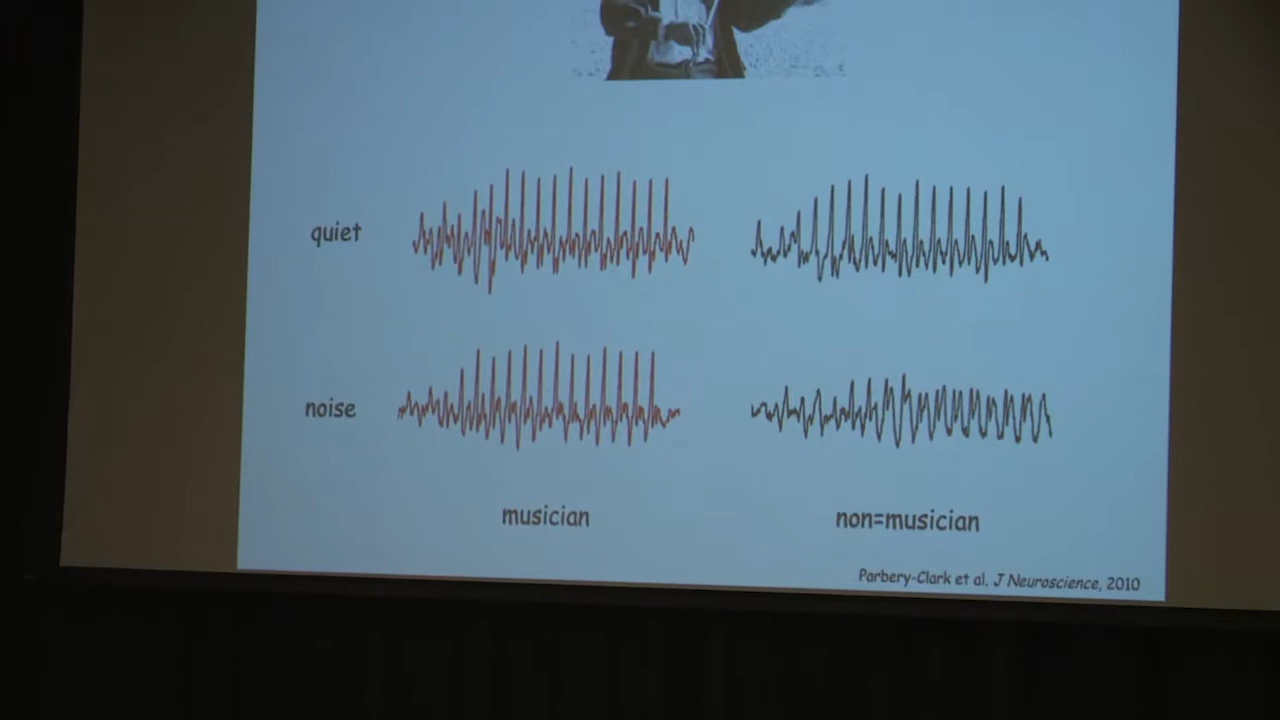 quiet
noise
musician
non=musician
Parbery-Clark et al. J Neuroscience, 2010